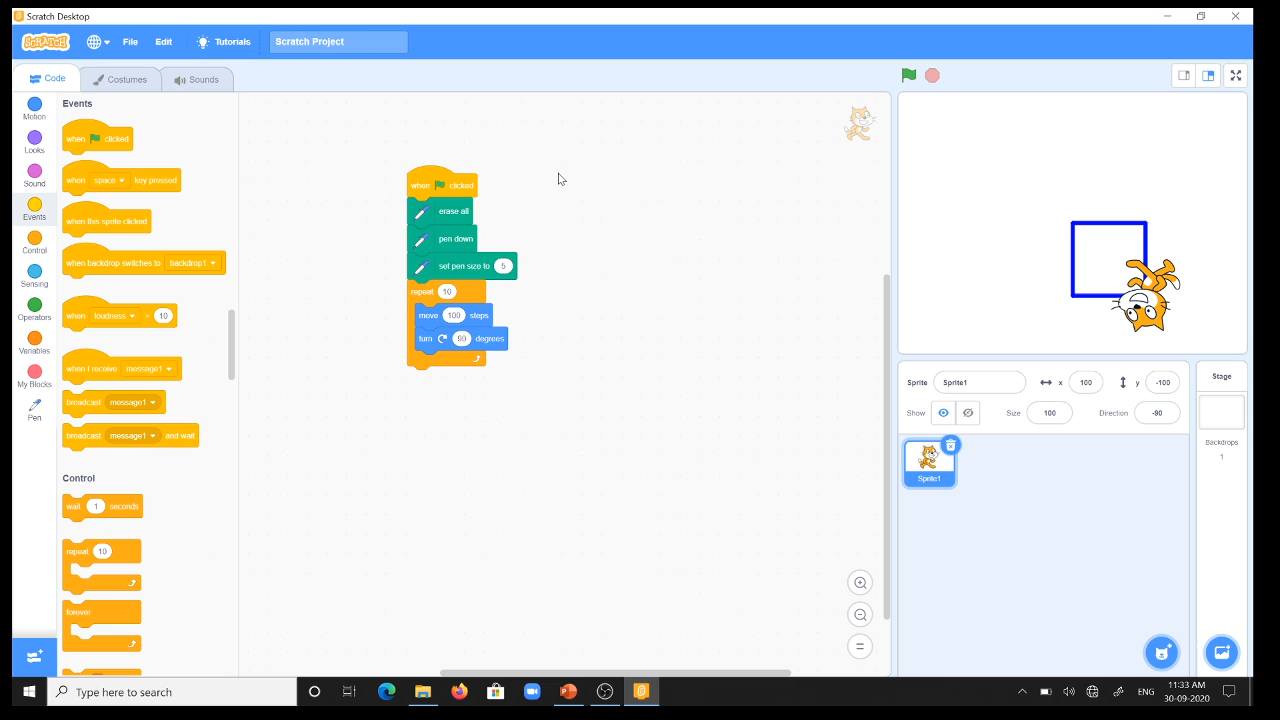 Scratch Desktop
SCRATCH
File
Edit
Tutorials
Scratch Project
Code
Costumes
Sounds
Motion
Looks
Sound
Events
Control
Sensing
Operators
Variables
My Blocks
Pen
Events
when clicked
when space key pressed
when this sprite clicked
when backdrop switches to backdrop1
when loudness > 10
when I receive message1
broadcast message1
broadcast message1 and wait
Control
wait 1 seconds
repeat 10
forever
when clicked
erase all
pen down
set pen size to 5
repeat 10
move 100 steps
turn 90 degrees
Sprite Sprite1 x 100 y -100
Show Size 100 Direction -90
Sprite1
Stage
Backdrops
1
Type here to search
ENG
11:33 AM
30-09-2020